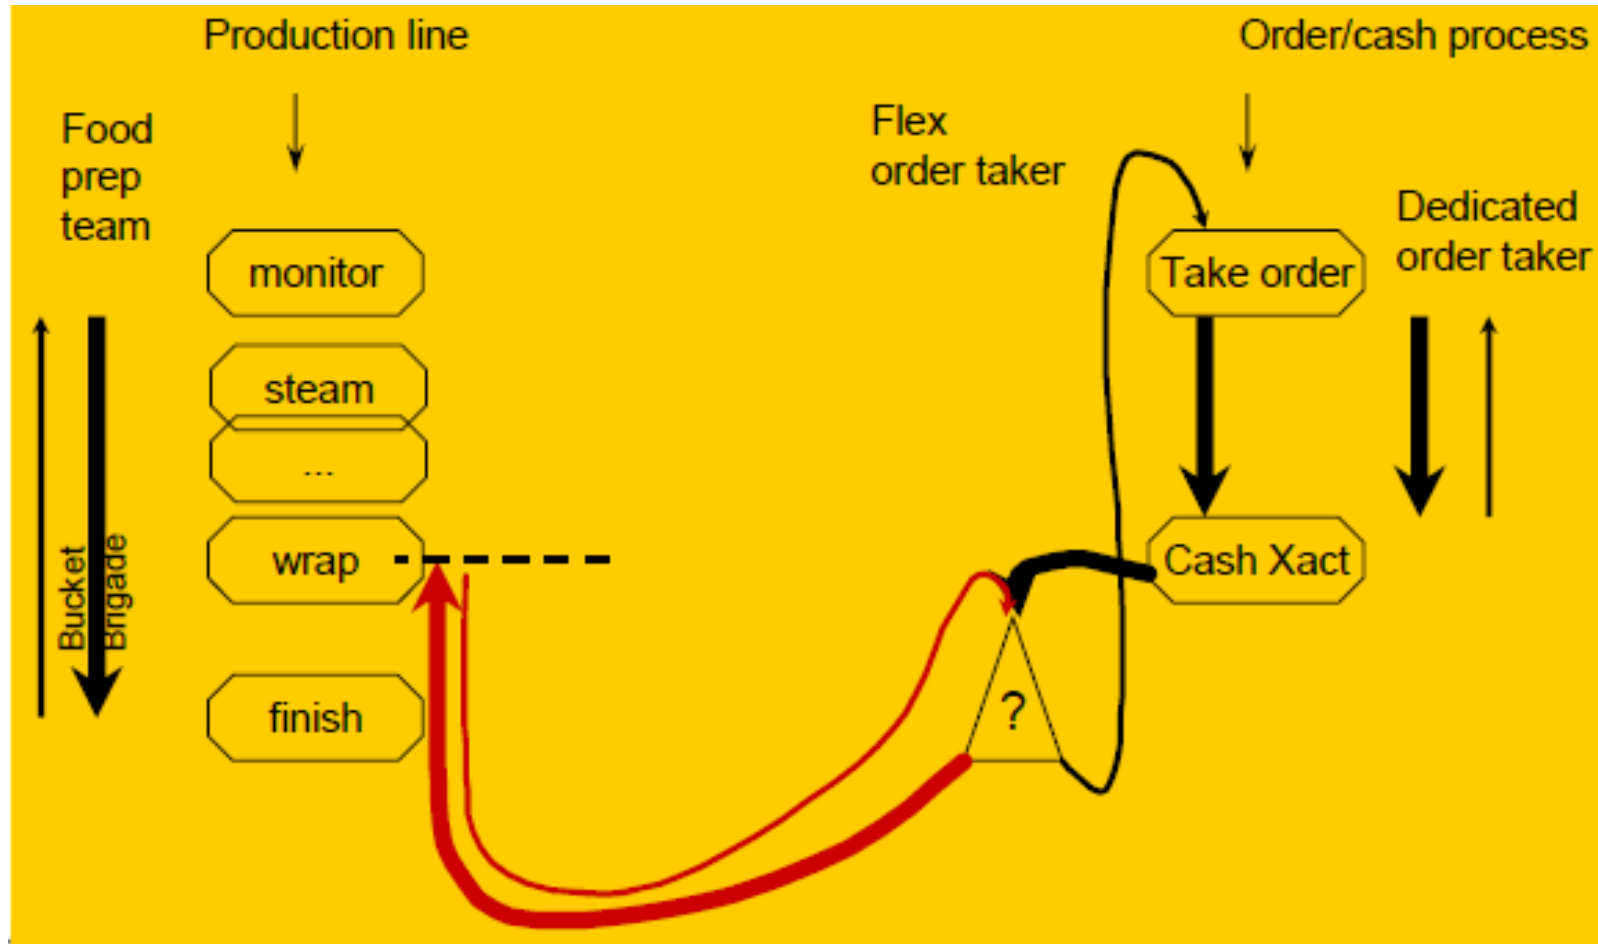 Production line
Order/cash process
Food
prep
team
Flex
order taker
Dedicated
order taker
monitor
Take order
steam
...
wrap
Cash Xact
Bucket
Brigade
finish
?